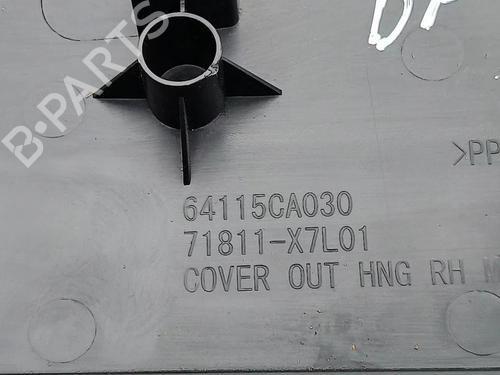 B-PARTS
>PP
64115CA030
71811-X7L01
COVER OUT HNG RH